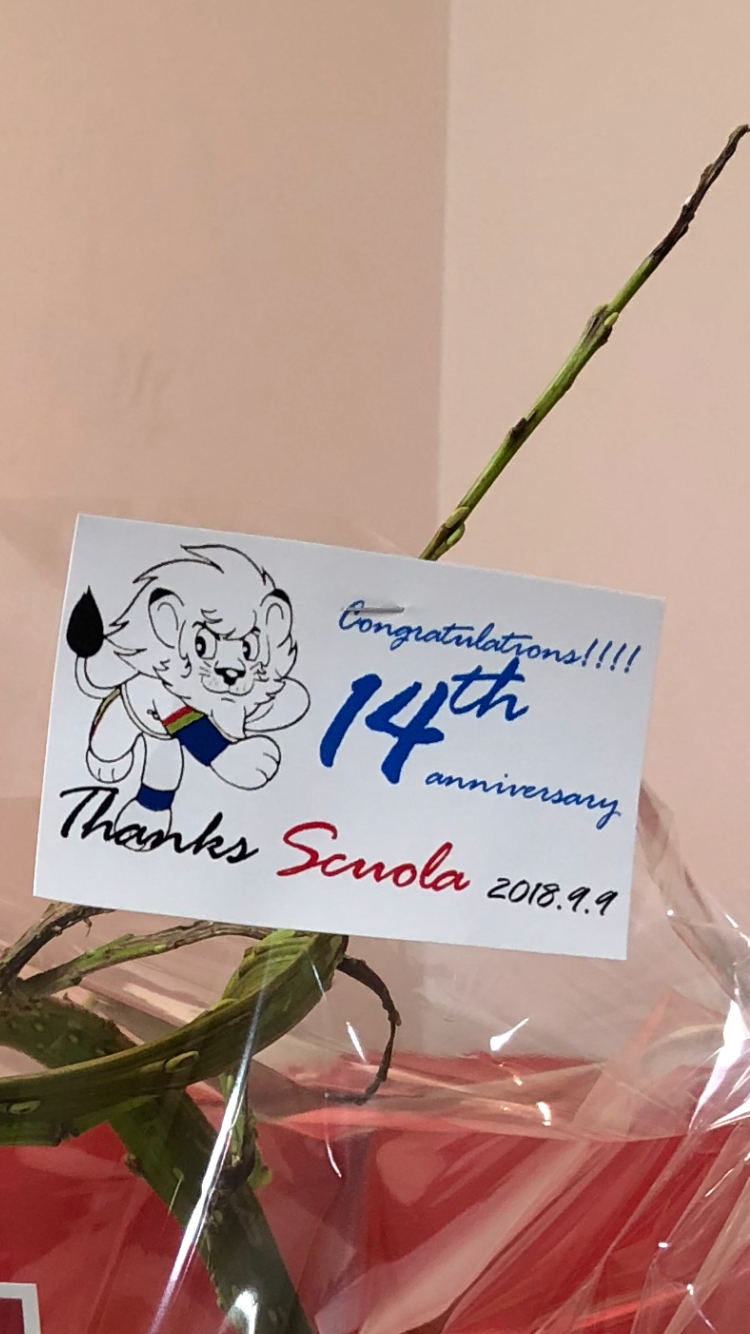 Congratulations!!!!
14th
anniversary
Thanks Scuola 2018.9.9